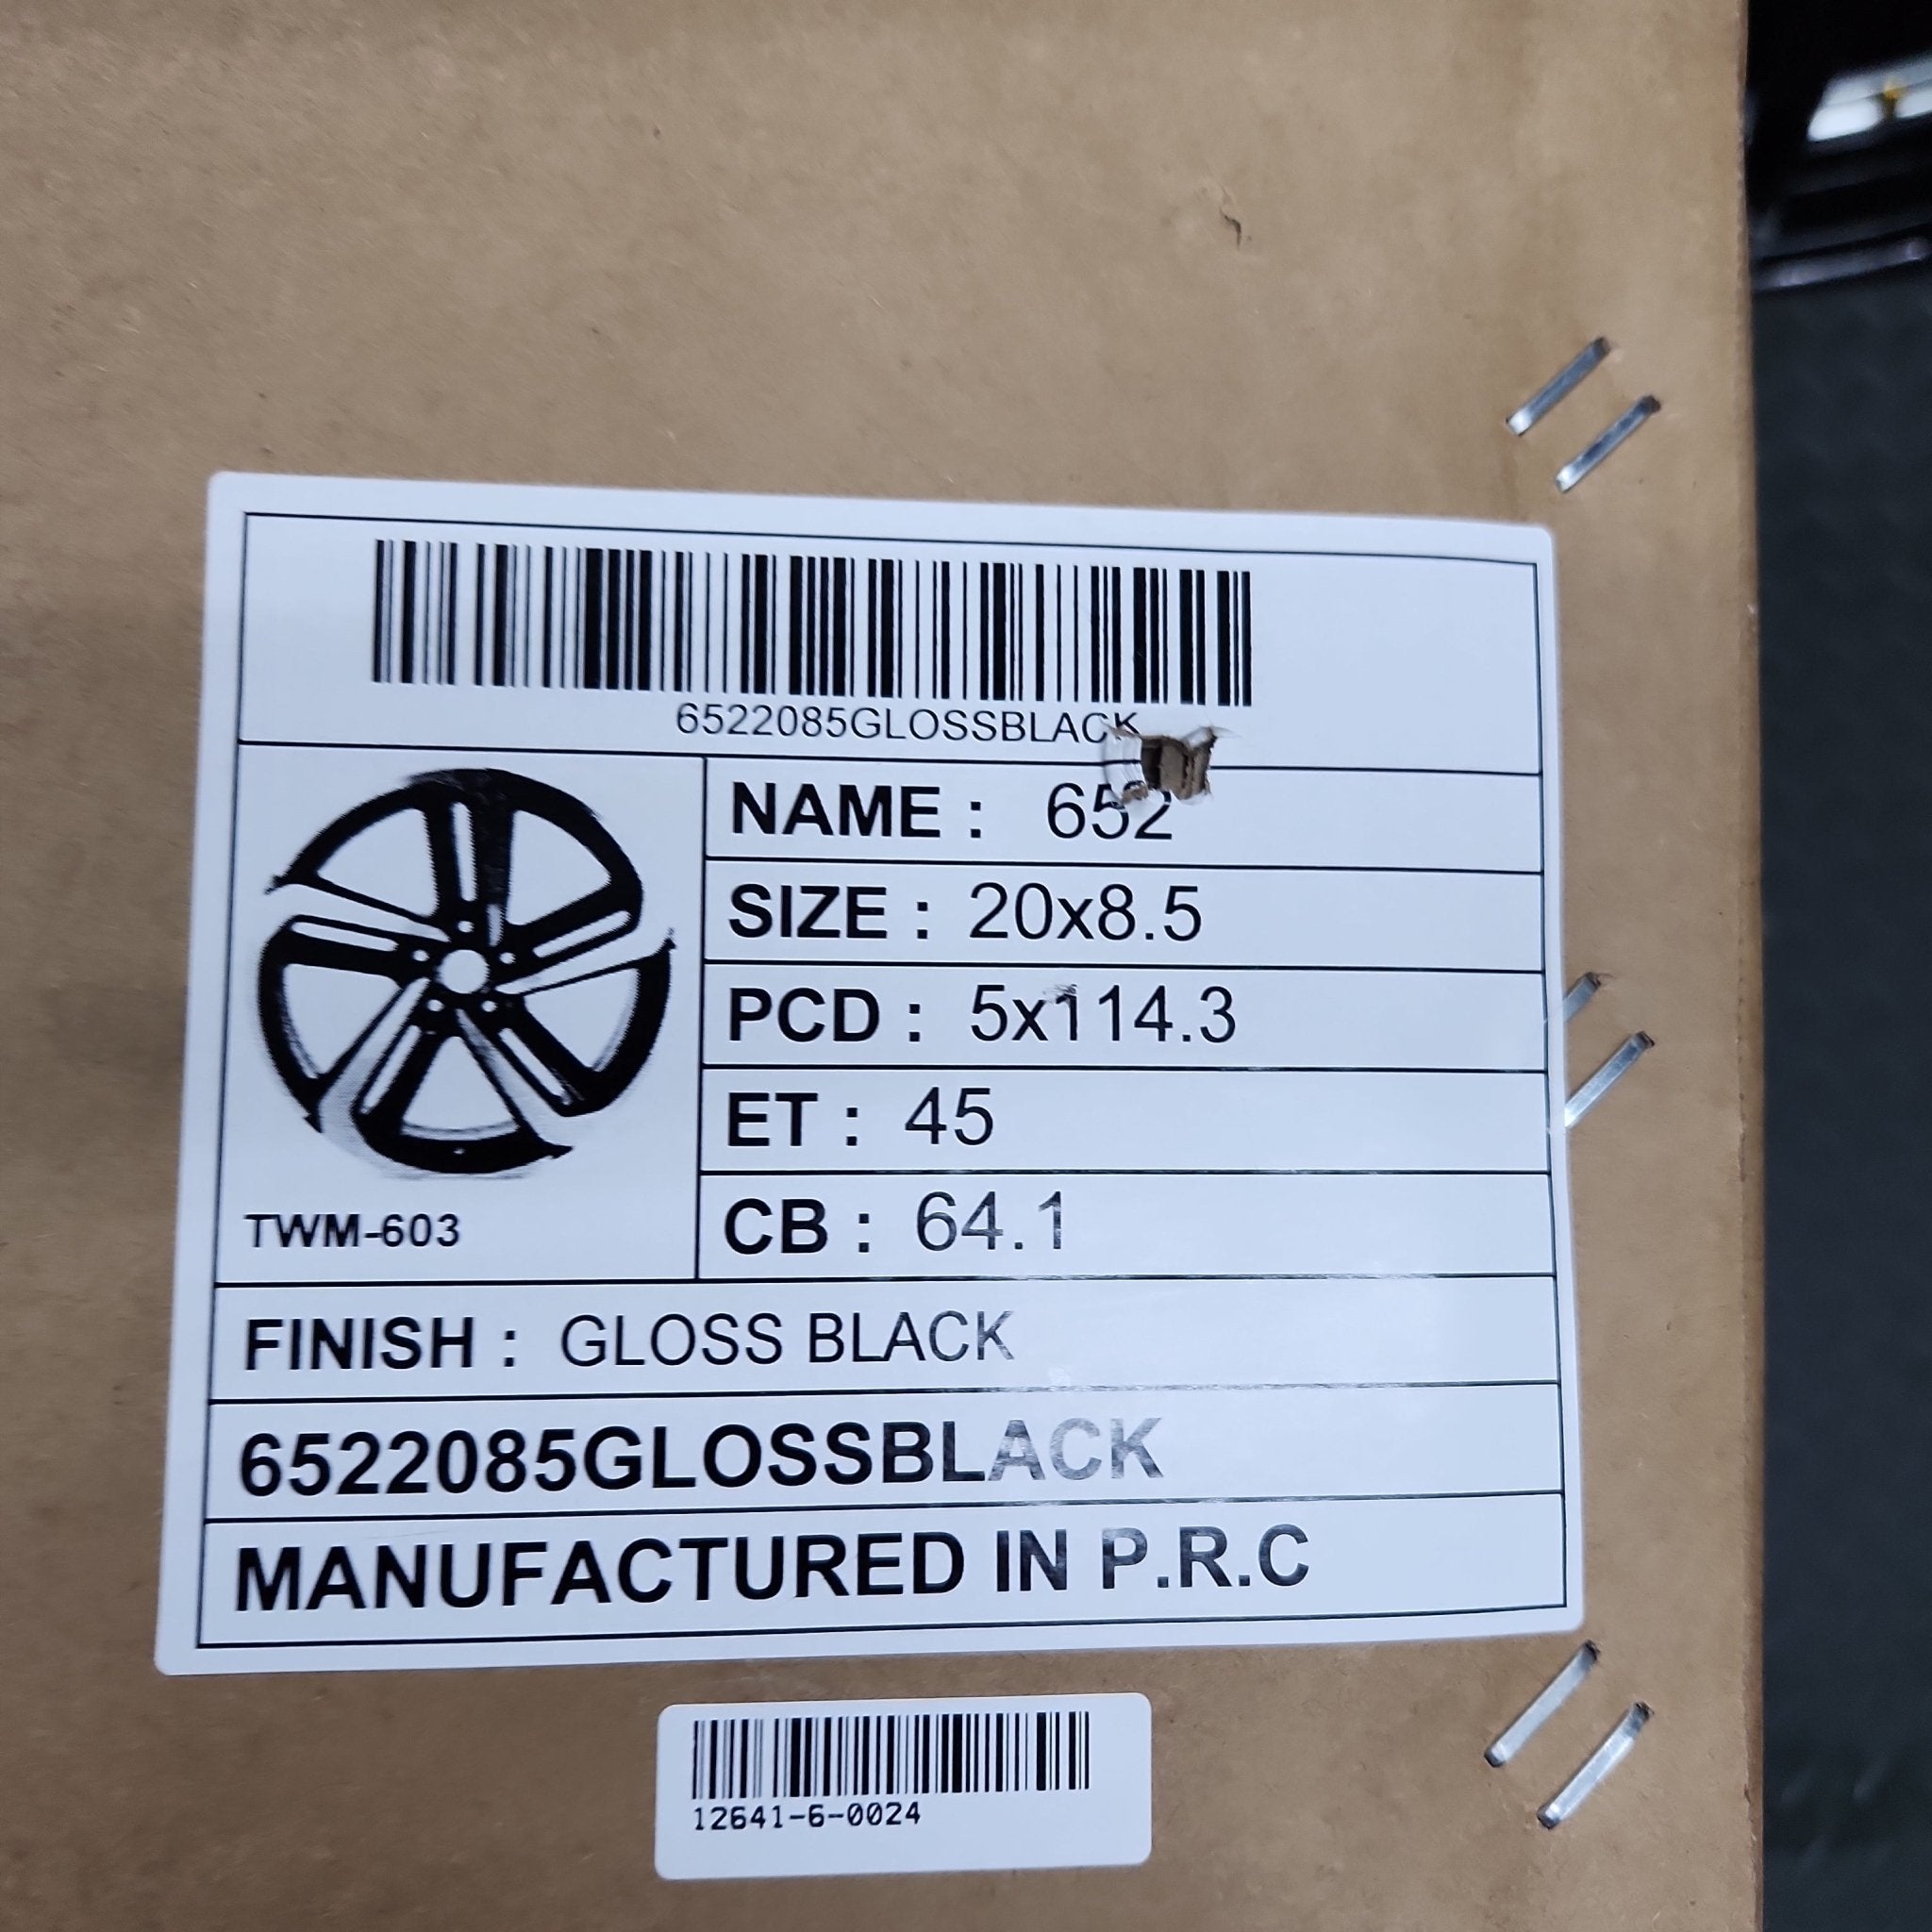 6522085GLOSSBLACK
NAME : 652
SIZE : 20x8.5
PCD : 5x114.3
ET : 45
CB : 64.1
TWM-603
FINISH : GLOSS BLACK
6522085GLOSSBLACK
MANUFACTURED IN P.R.C
12641-6-0024